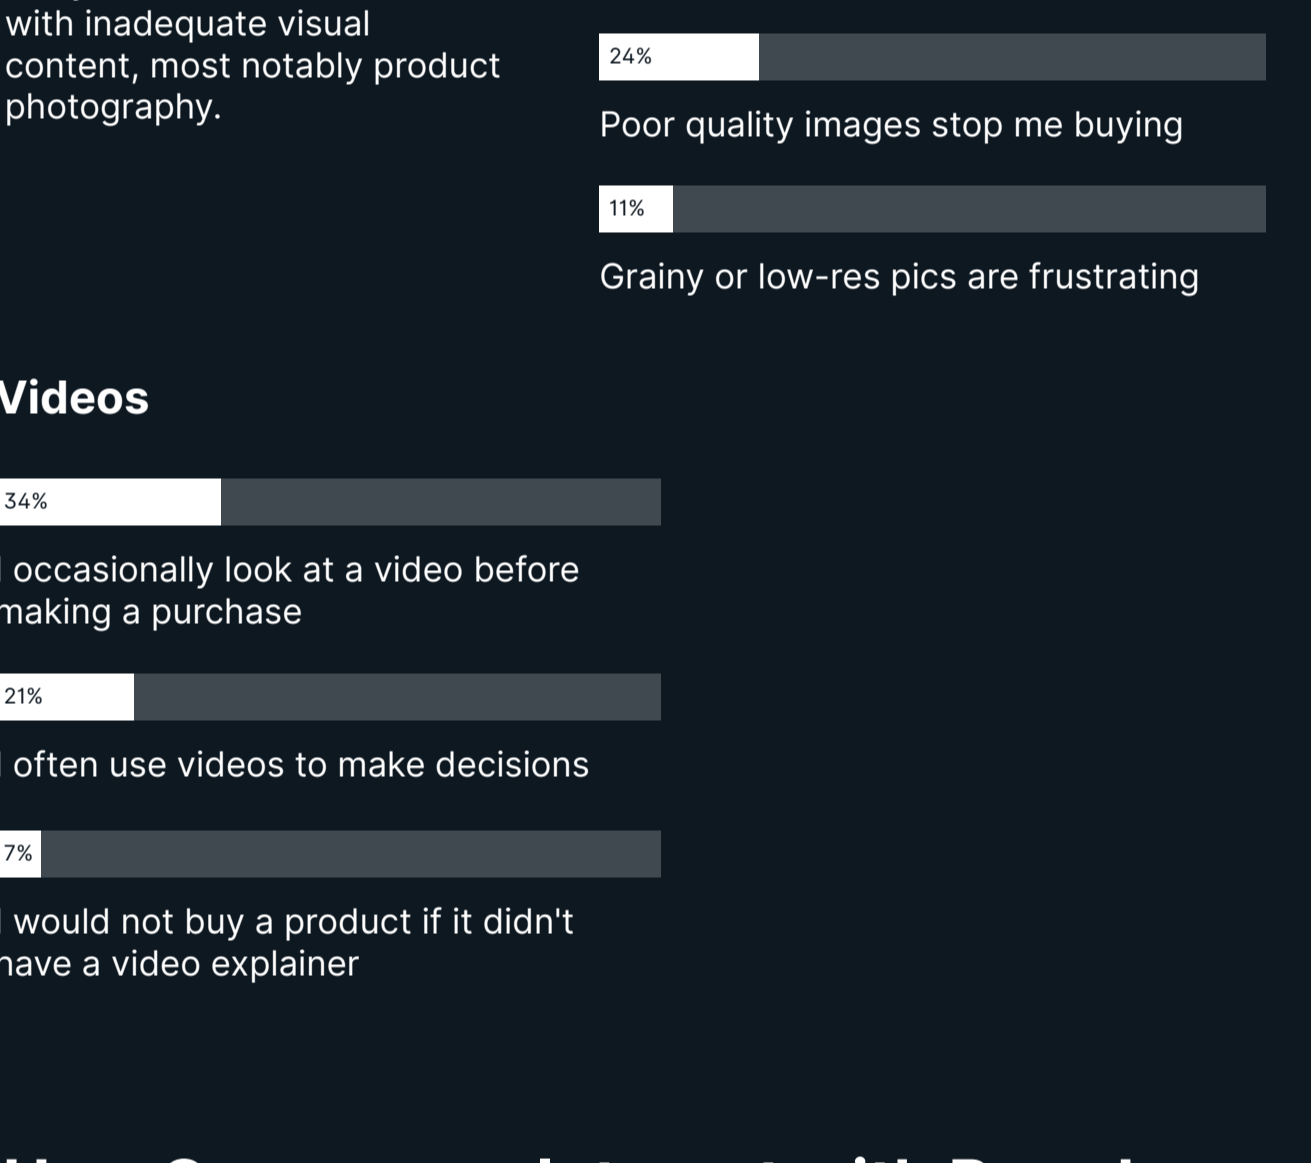 with inadequate visual
content, most notably product
photography.
24%
Poor quality images stop me buying
11%
Grainy or low-res pics are frustrating
Videos
34%
I occasionally look at a video before
making a purchase
21%
I often use videos to make decisions
7%
I would not buy a product if it didn't
have a video explainer